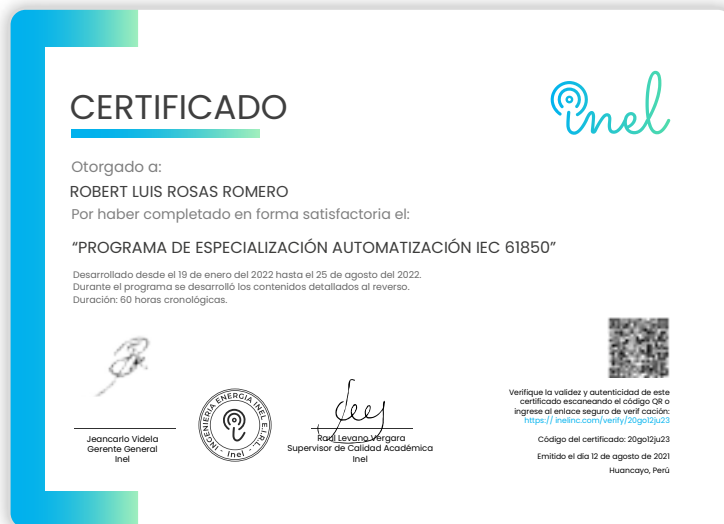 CERTIFICADO
inel
Otorgado a:
ROBERT LUIS ROSAS ROMERO
Por haber completado en forma satisfactoria el:
“PROGRAMA DE ESPECIALIZACIÓN AUTOMATIZACIÓN IEC 61850”
Desarrollado desde el 19 de enero del 2022 hasta el 25 de agosto del 2022.
Durante el programa se desarrolló los contenidos detallados al reverso.
Duración: 60 horas cronológicas.
Jeancarlo Videla
Gerente General
Inel
INGENIERIA ENERGIA INEL E.I.R.L.
Inel
Raúl Levano Vergara
Supervisor de Calidad Académica
Inel
Verifique la validez y autenticidad de este
certificado escaneando el código QR o
ingrese al enlace seguro de verif cación:
https:// inelinc.com/verify/20go12ju23
Código del certificado: 20go12ju23
Emitido el día 12 de agosto de 2021
Huancayo, Perú